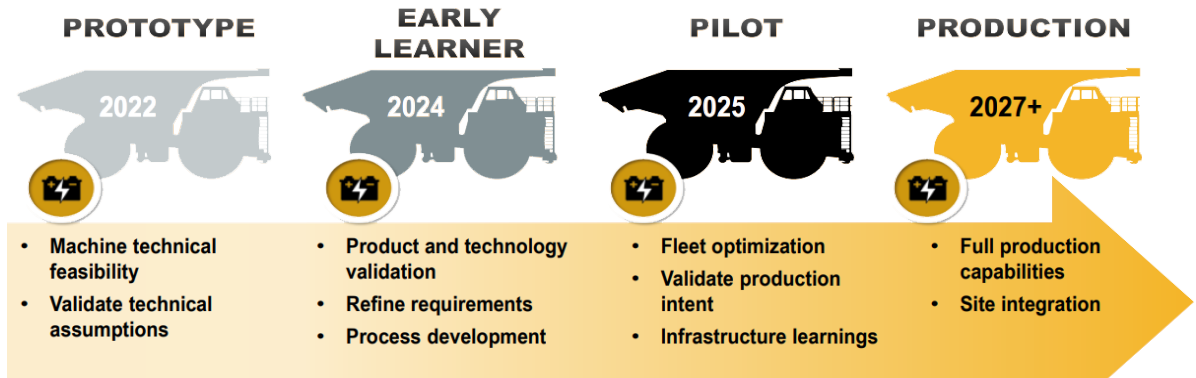 PROTOTYPE
2022
• Machine technical
feasibility
• Validate technical
assumptions
EARLY
LEARNER
2024
• Product and technology
validation
• Refine requirements
• Process development
PILOT
2025
• Fleet optimization
• Validate production
intent
• Infrastructure learnings
PRODUCTION
2027+
• Full production
capabilities
• Site integration